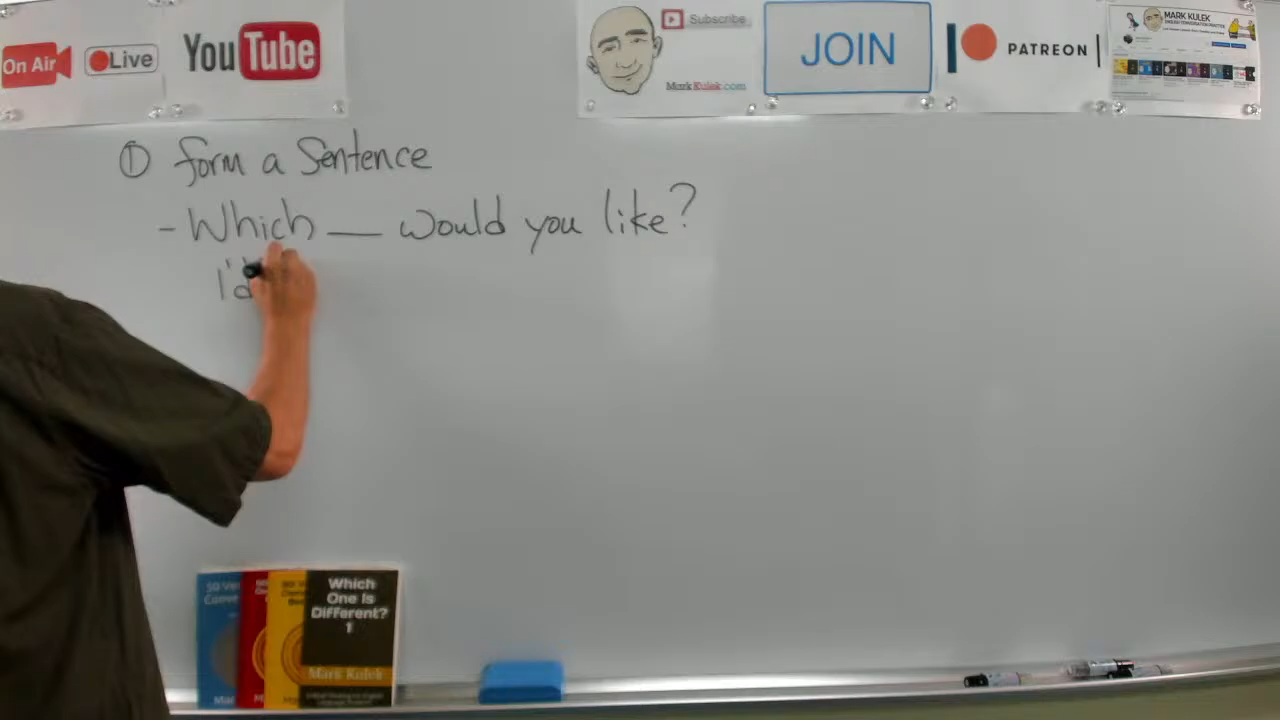 On Air
Live
YouTube
Subscribe
MarkKulek.com
JOIN
PATREON
MARK KULEK
① form a Sentence
- Which __ would you like?
I'd
Which
One Is
Different?
1
Mark Kulek